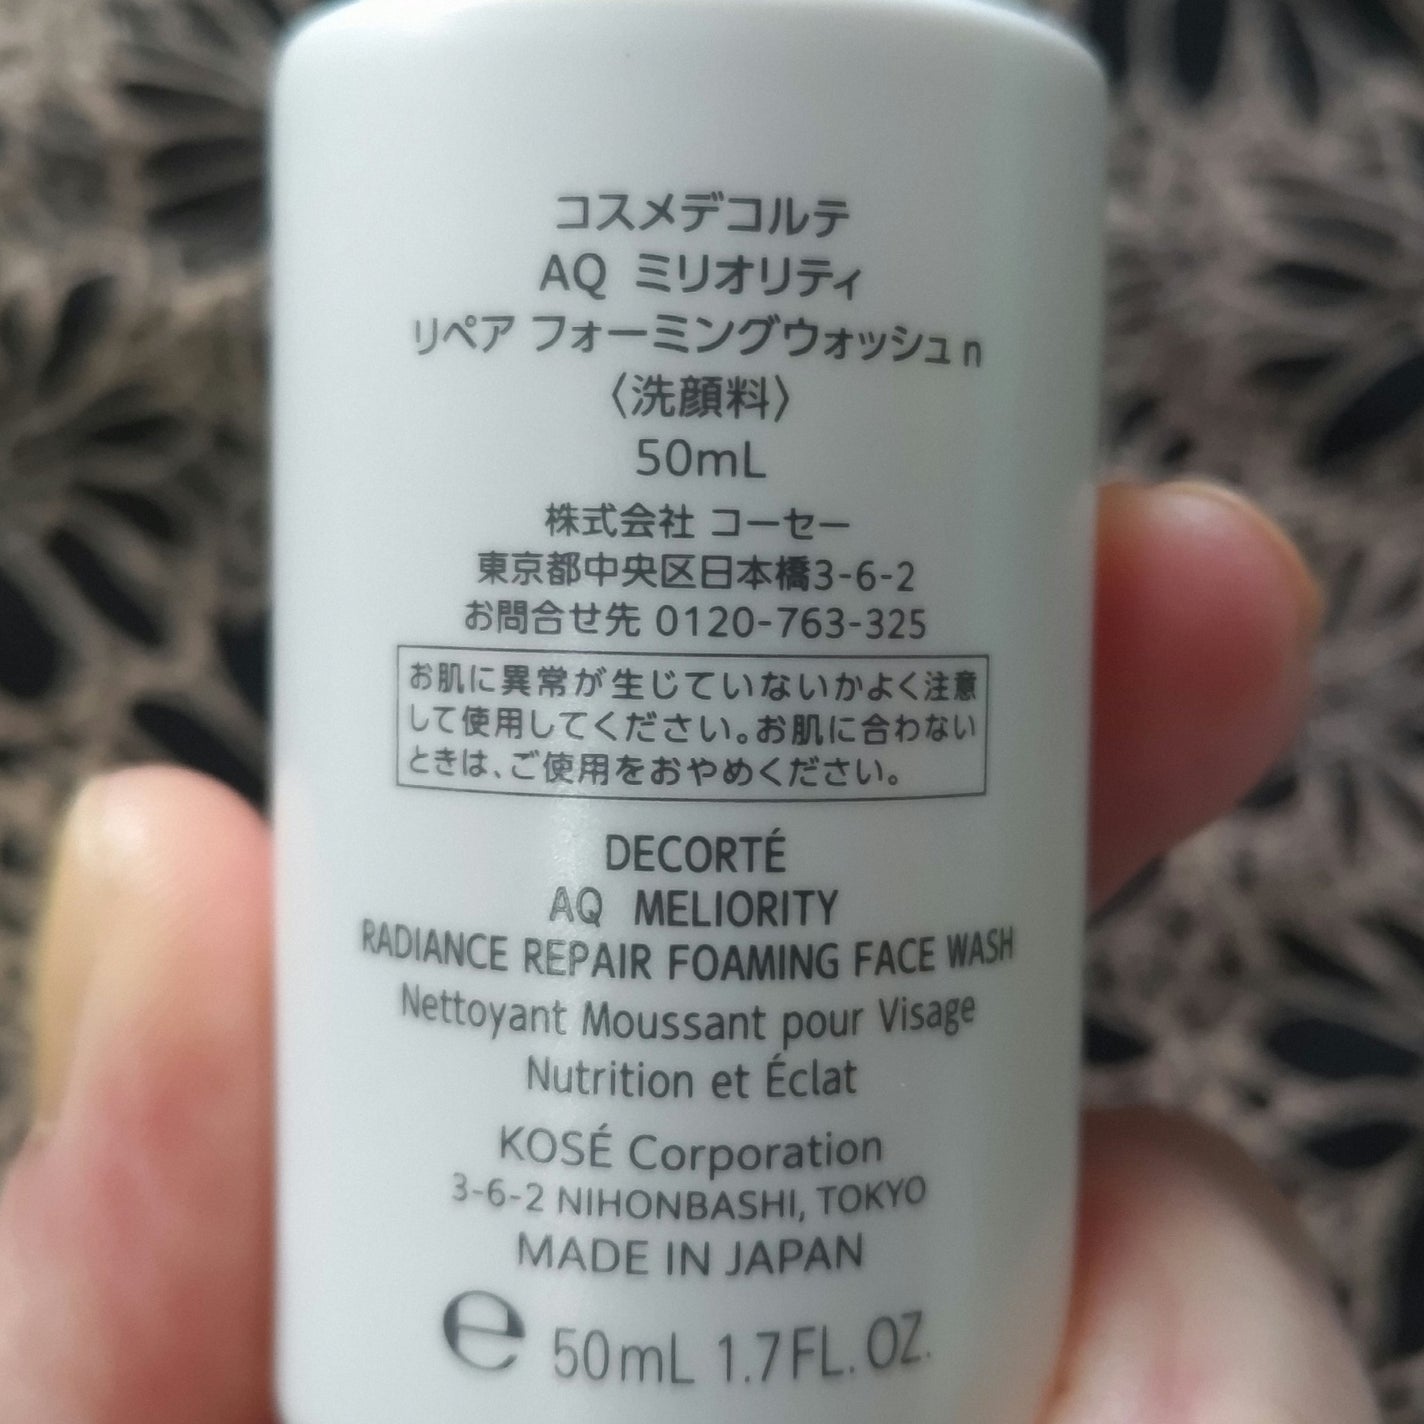 コスメデコルテ
AQ ミリオリティ
リペア フォーミングウォッシュn
〈洗顔料〉
50mL
株式会社 コーセー
東京都中央区日本橋3-6-2
お問合せ先 0120-763-325
お肌に異常が生じていないかよく注意
して使用してください。お肌に合わない
ときは、ご使用をおやめください。
DECORTÉ
AQ MELIORITY
RADIANCE REPAIR FOAMING FACE WASH
Nettoyant Moussant pour Visage
Nutrition et Éclat
KOSÉ Corporation
3-6-2 NIHONBASHI, TOKYO
MADE IN JAPAN
℮ 50mL 1.7FL. OZ.